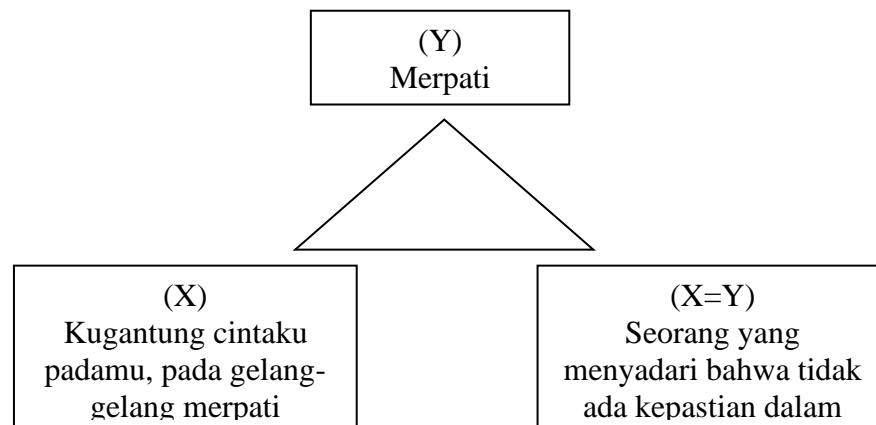 (Y)
Merpati
(X)
Kugantung cintaku
padamu, pada gelang-
gelang merpati
(X=Y)
Seorang yang
menyadari bahwa tidak
ada kepastian dalam